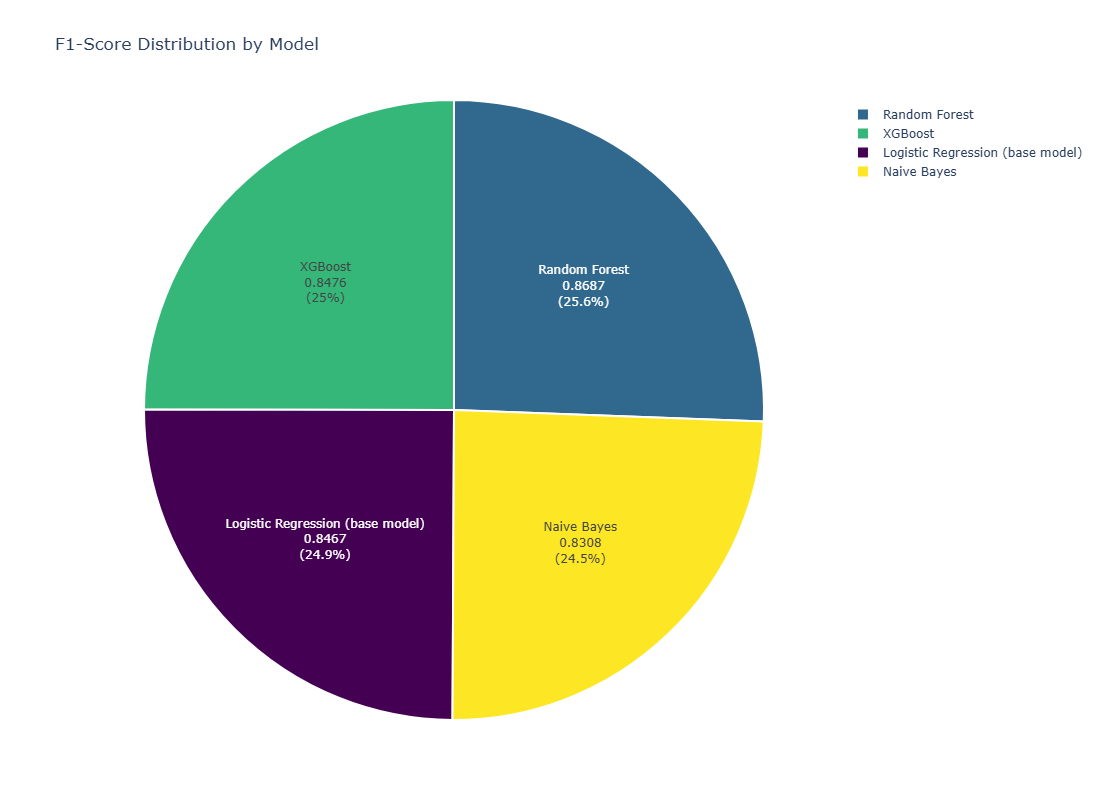 F1-Score Distribution by Model
Random Forest
XGBoost
Logistic Regression (base model)
Naive Bayes
XGBoost
0.8476
(25%)
Random Forest
0.8687
(25.6%)
Logistic Regression (base model)
0.8467
(24.9%)
Naive Bayes
0.8308
(24.5%)